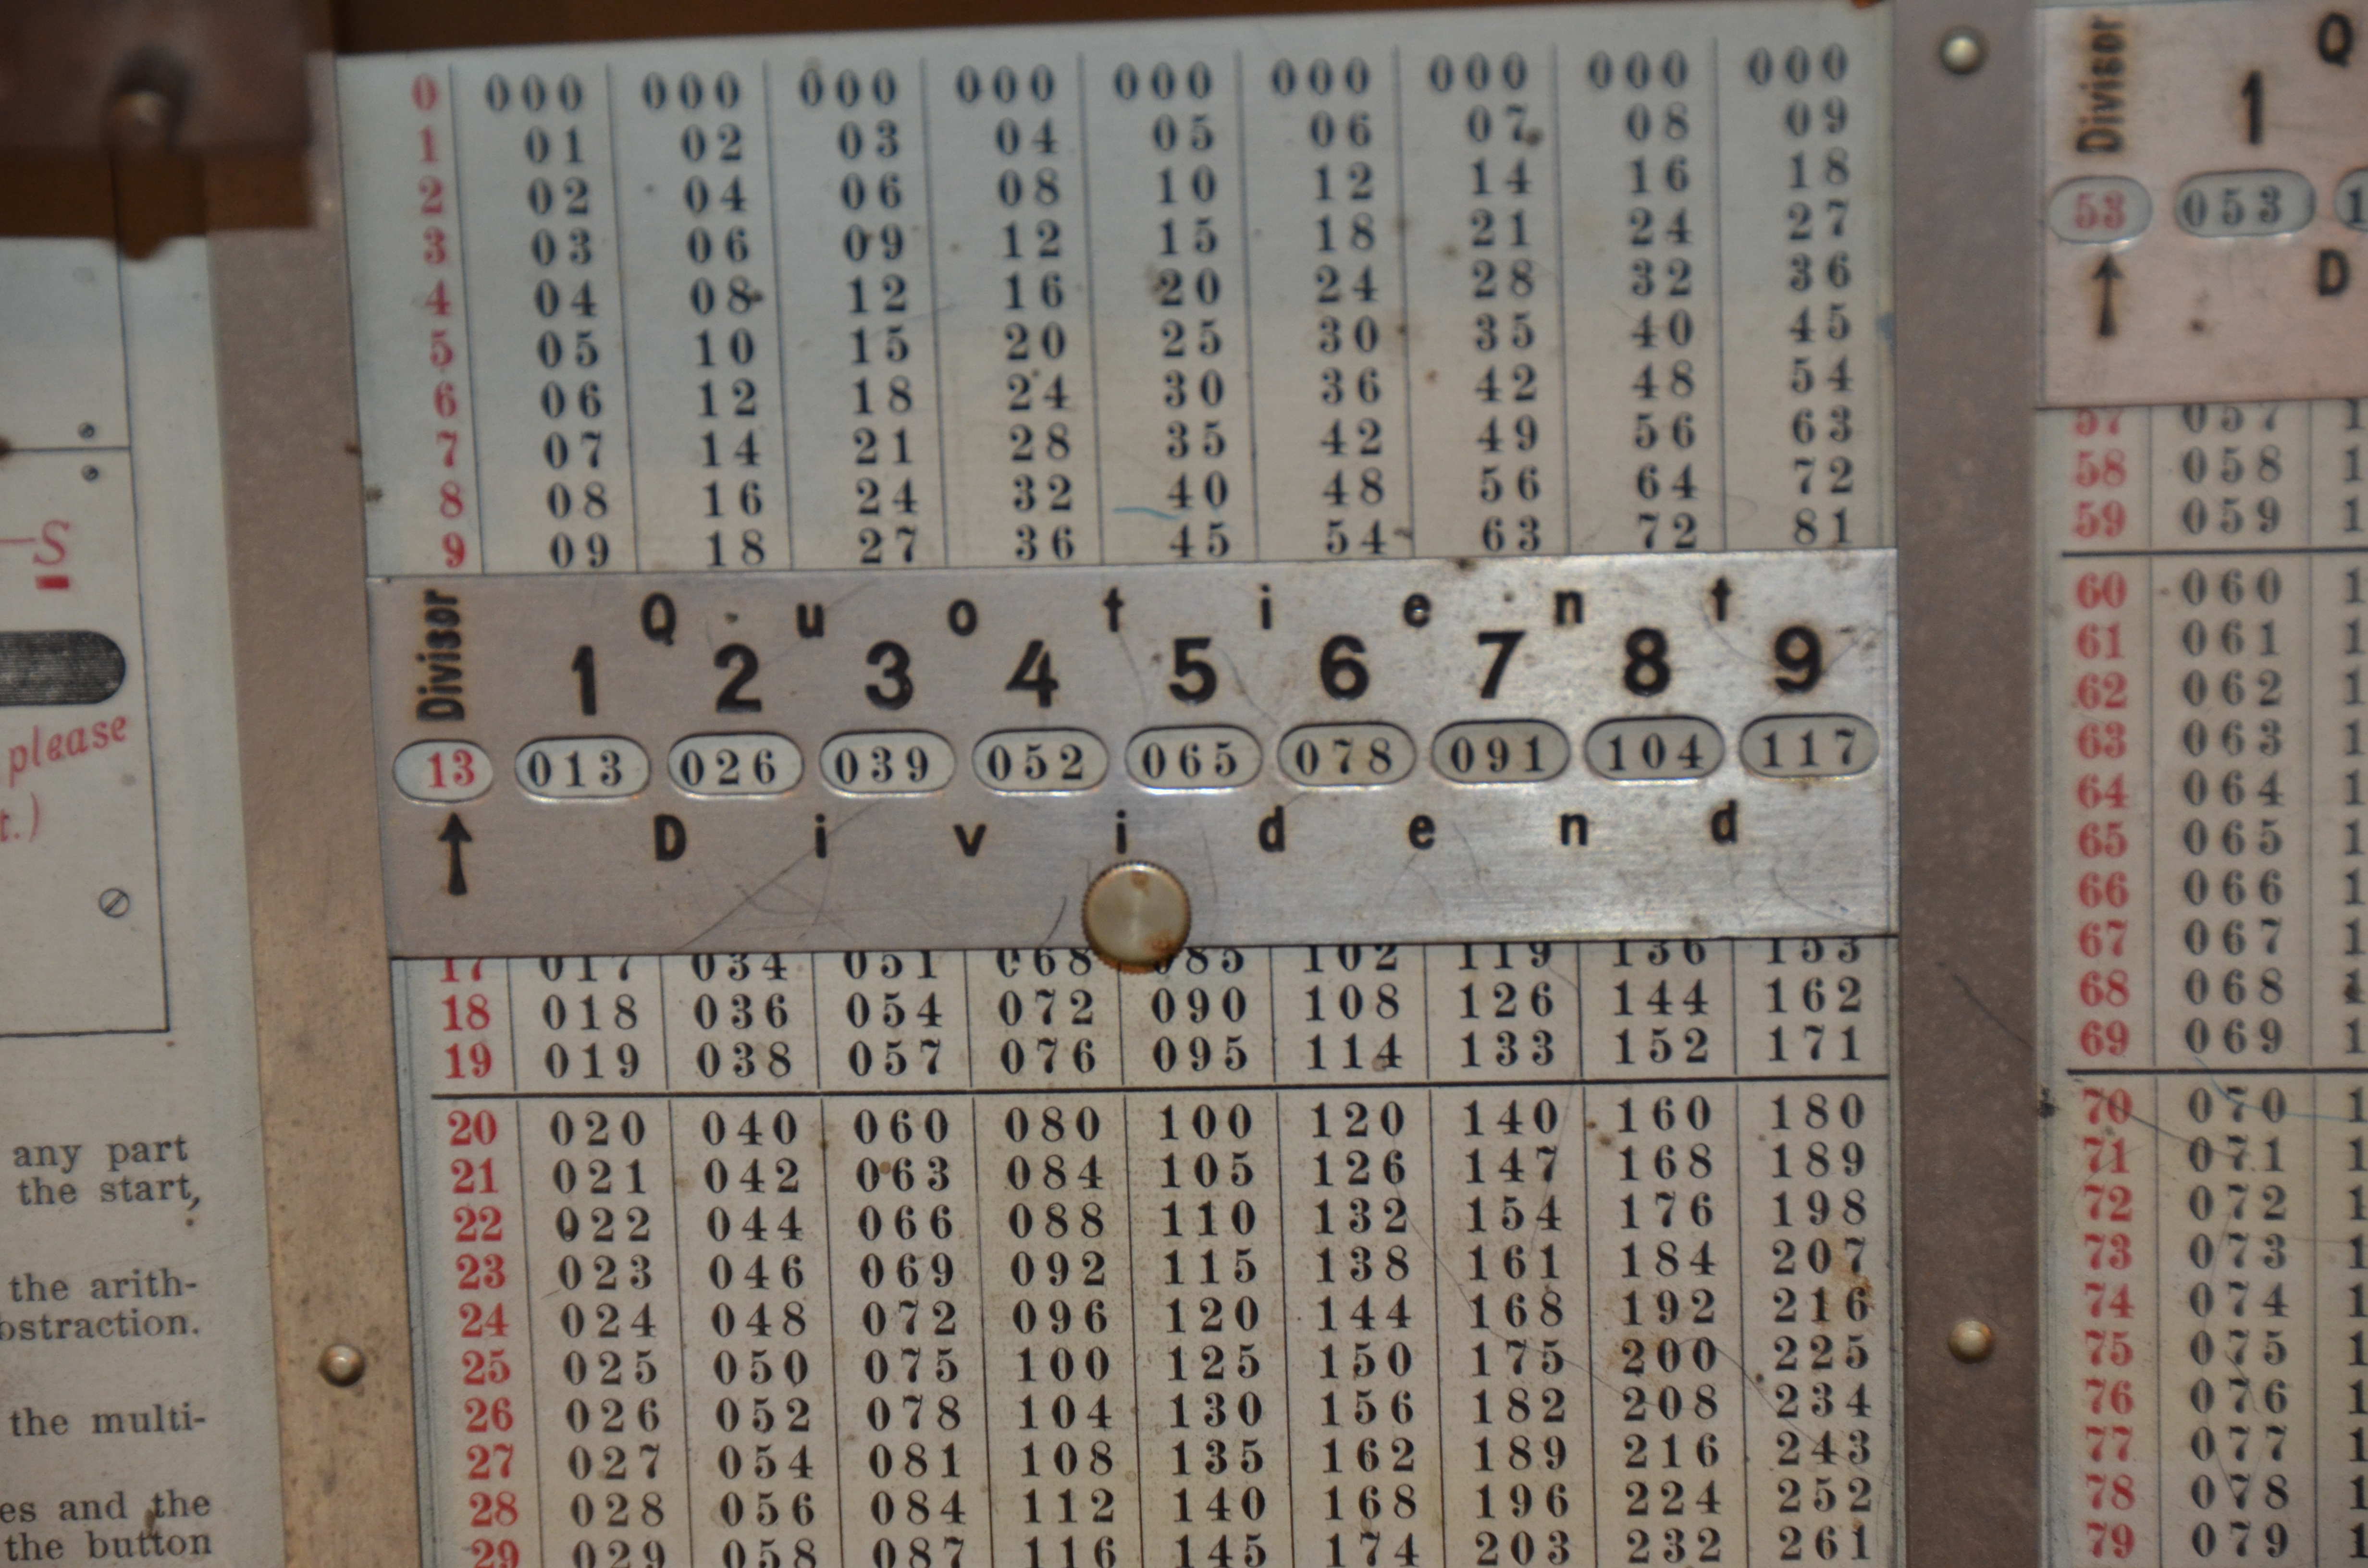 0 000 000 000 000 000 000 000 000 000
1 01 02 03 04 05 06 07 08 09
2 02 04 06 08 10 12 14 16 18
3 03 06 09 12 15 18 21 24 27
4 04 08 12 16 20 24 28 32 36
5 05 10 15 20 25 30 35 40 45
6 06 12 18 24 30 36 42 48 54
7 07 14 21 28 35 42 49 56 63
8 08 16 24 32 40 48 56 64 72
9 09 18 27 36 45 54 63 72 81
Quotient
Divisor 1 2 3 4 5 6 7 8 9
13 013 026 039 052 065 078 091 104 117
Dividend
17 017 034 051 068 085 102 119 136 153
18 018 036 054 072 090 108 126 144 162
19 019 038 057 076 095 114 133 152 171
20 020 040 060 080 100 120 140 160 180
21 021 042 063 084 105 126 147 168 189
22 022 044 066 088 110 132 154 176 198
23 023 046 069 092 115 138 161 184 207
24 024 048 072 096 120 144 168 192 216
25 025 050 075 100 125 150 175 200 225
26 026 052 078 104 130 156 182 208 234
27 027 054 081 108 135 162 189 216 243
28 028 056 084 112 140 168 196 224 252
29 029 058 087 116 145 174 203 232 261
S
please
t.)
any part
the start,
the arith-
bstraction.
the multi-
es and the
the button
Q
Divisor 1
53 053 1
D
57 057 1
58 058 1
59 059 1
60 060 1
61 061 1
62 062 1
63 063 1
64 064 1
65 065 1
66 066 1
67 067 1
68 068 1
69 069 1
70 070 1
71 071 1
72 072 1
73 073 1
74 074 1
75 075 1
76 076 1
77 077 1
78 078 1
79 079 1